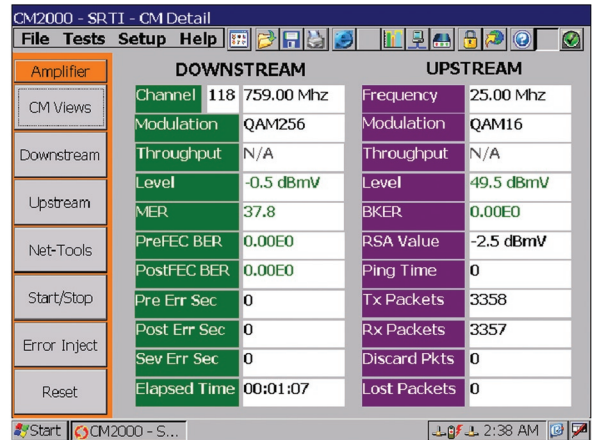 CM2000 - SRTI - CM Detail
File Tests Setup Help
Amplifier
CM Views
Downstream
Upstream
Net-Tools
Start/Stop
Error Inject
Reset
DOWNSTREAM
Channel 118 759.00 Mhz
Modulation QAM256
Throughput N/A
Level -0.5 dBmV
MER 37.8
PreFEC BER 0.00E0
PostFEC BER 0.00E0
Pre Err Sec 0
Post Err Sec 0
Sev Err Sec 0
Elapsed Time 00:01:07
UPSTREAM
Frequency 25.00 Mhz
Modulation QAM16
Throughput N/A
Level 49.5 dBmV
BKER 0.00E0
RSA Value -2.5 dBmV
Ping Time 0
Tx Packets 3358
Rx Packets 3357
Discard Pkts 0
Lost Packets 0
Start CM2000 - S... 2:38 AM